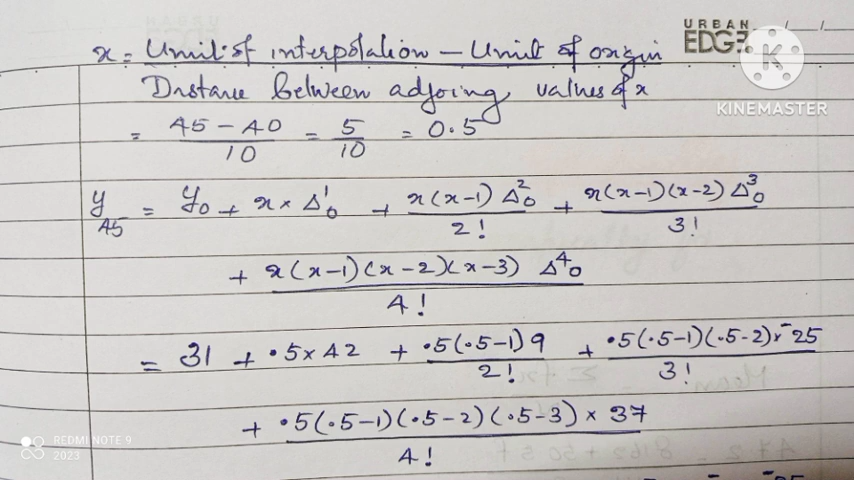 URBAN
EDGE
K
KINEMASTER
x = Unit of interpolation – Unit of origin
Distane between adjoing values of x
= 45 – 40 / 10 = 5 / 10 = 0.5
y₄₅ = y₀ + x × Δ¹₀ + x(x–1) Δ²₀ / 2! + x(x–1)(x–2) Δ³₀ / 3!
+ x(x–1)(x–2)(x–3) Δ⁴₀ / 4!
= 31 + .5 × 42 + .5(.5–1) 9 / 2! + .5(.5–1)(.5–2) × ⁻25 / 3!
+ .5(.5–1)(.5–2)(.5–3) × 37 / 4!
REDMI NOTE 9
2023